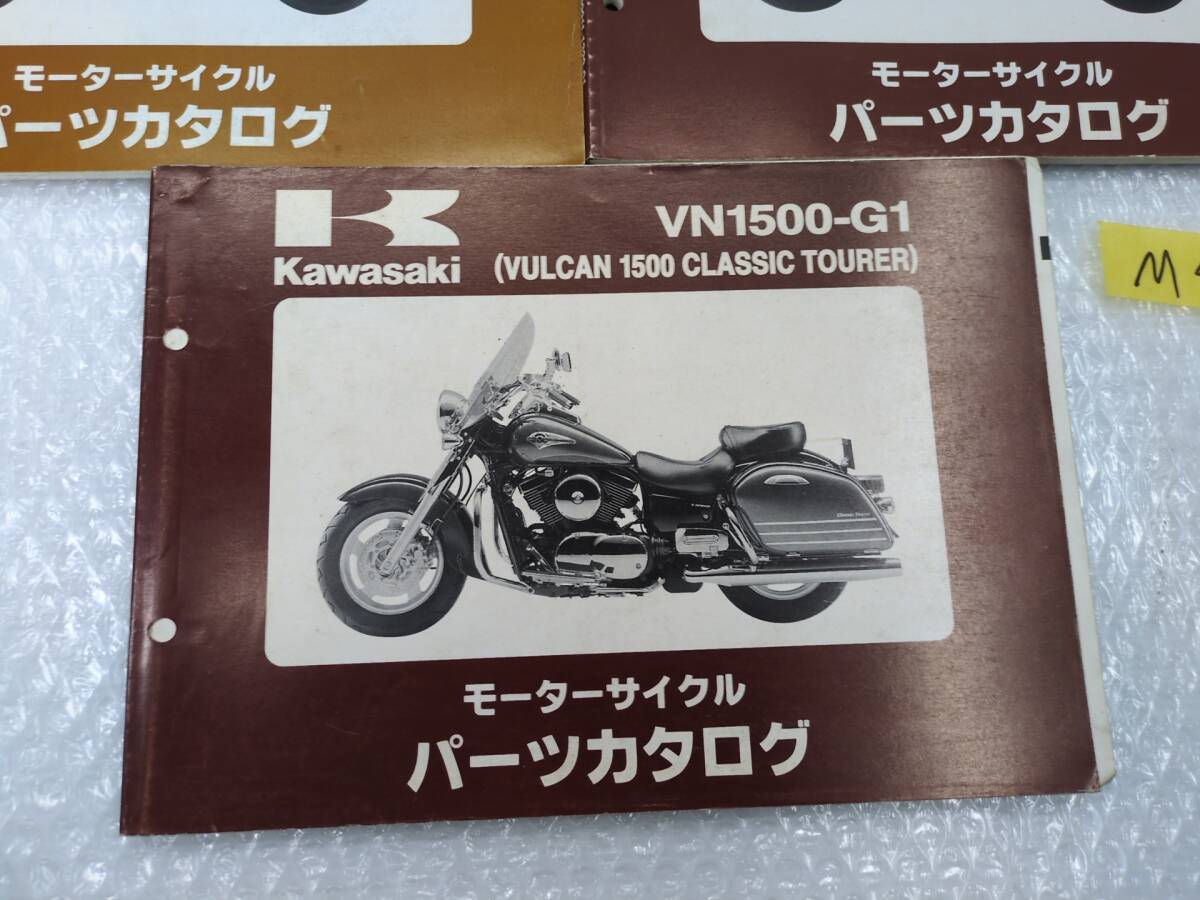 モーターサイクル
パーツカタログ
モーターサイクル
パーツカタログ
Kawasaki
VN1500-G1
(VULCAN 1500 CLASSIC TOURER)
モーターサイクル
パーツカタログ
M